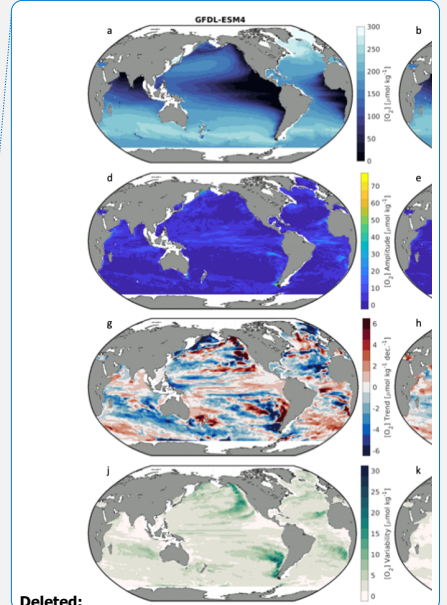 GFDL-ESM4
a
300
250
200
150
100
50
0
[O₂] [μmol kg⁻¹]
b
d
70
60
50
40
30
20
10
0
[O₂] Amplitude [μmol kg⁻¹]
e
g
6
4
2
0
-2
-4
-6
[O₂] Trend [μmol kg⁻¹ dec.⁻¹]
h
j
30
25
20
15
10
5
0
[O₂] Variability [μmol kg⁻¹]
k
Deleted: